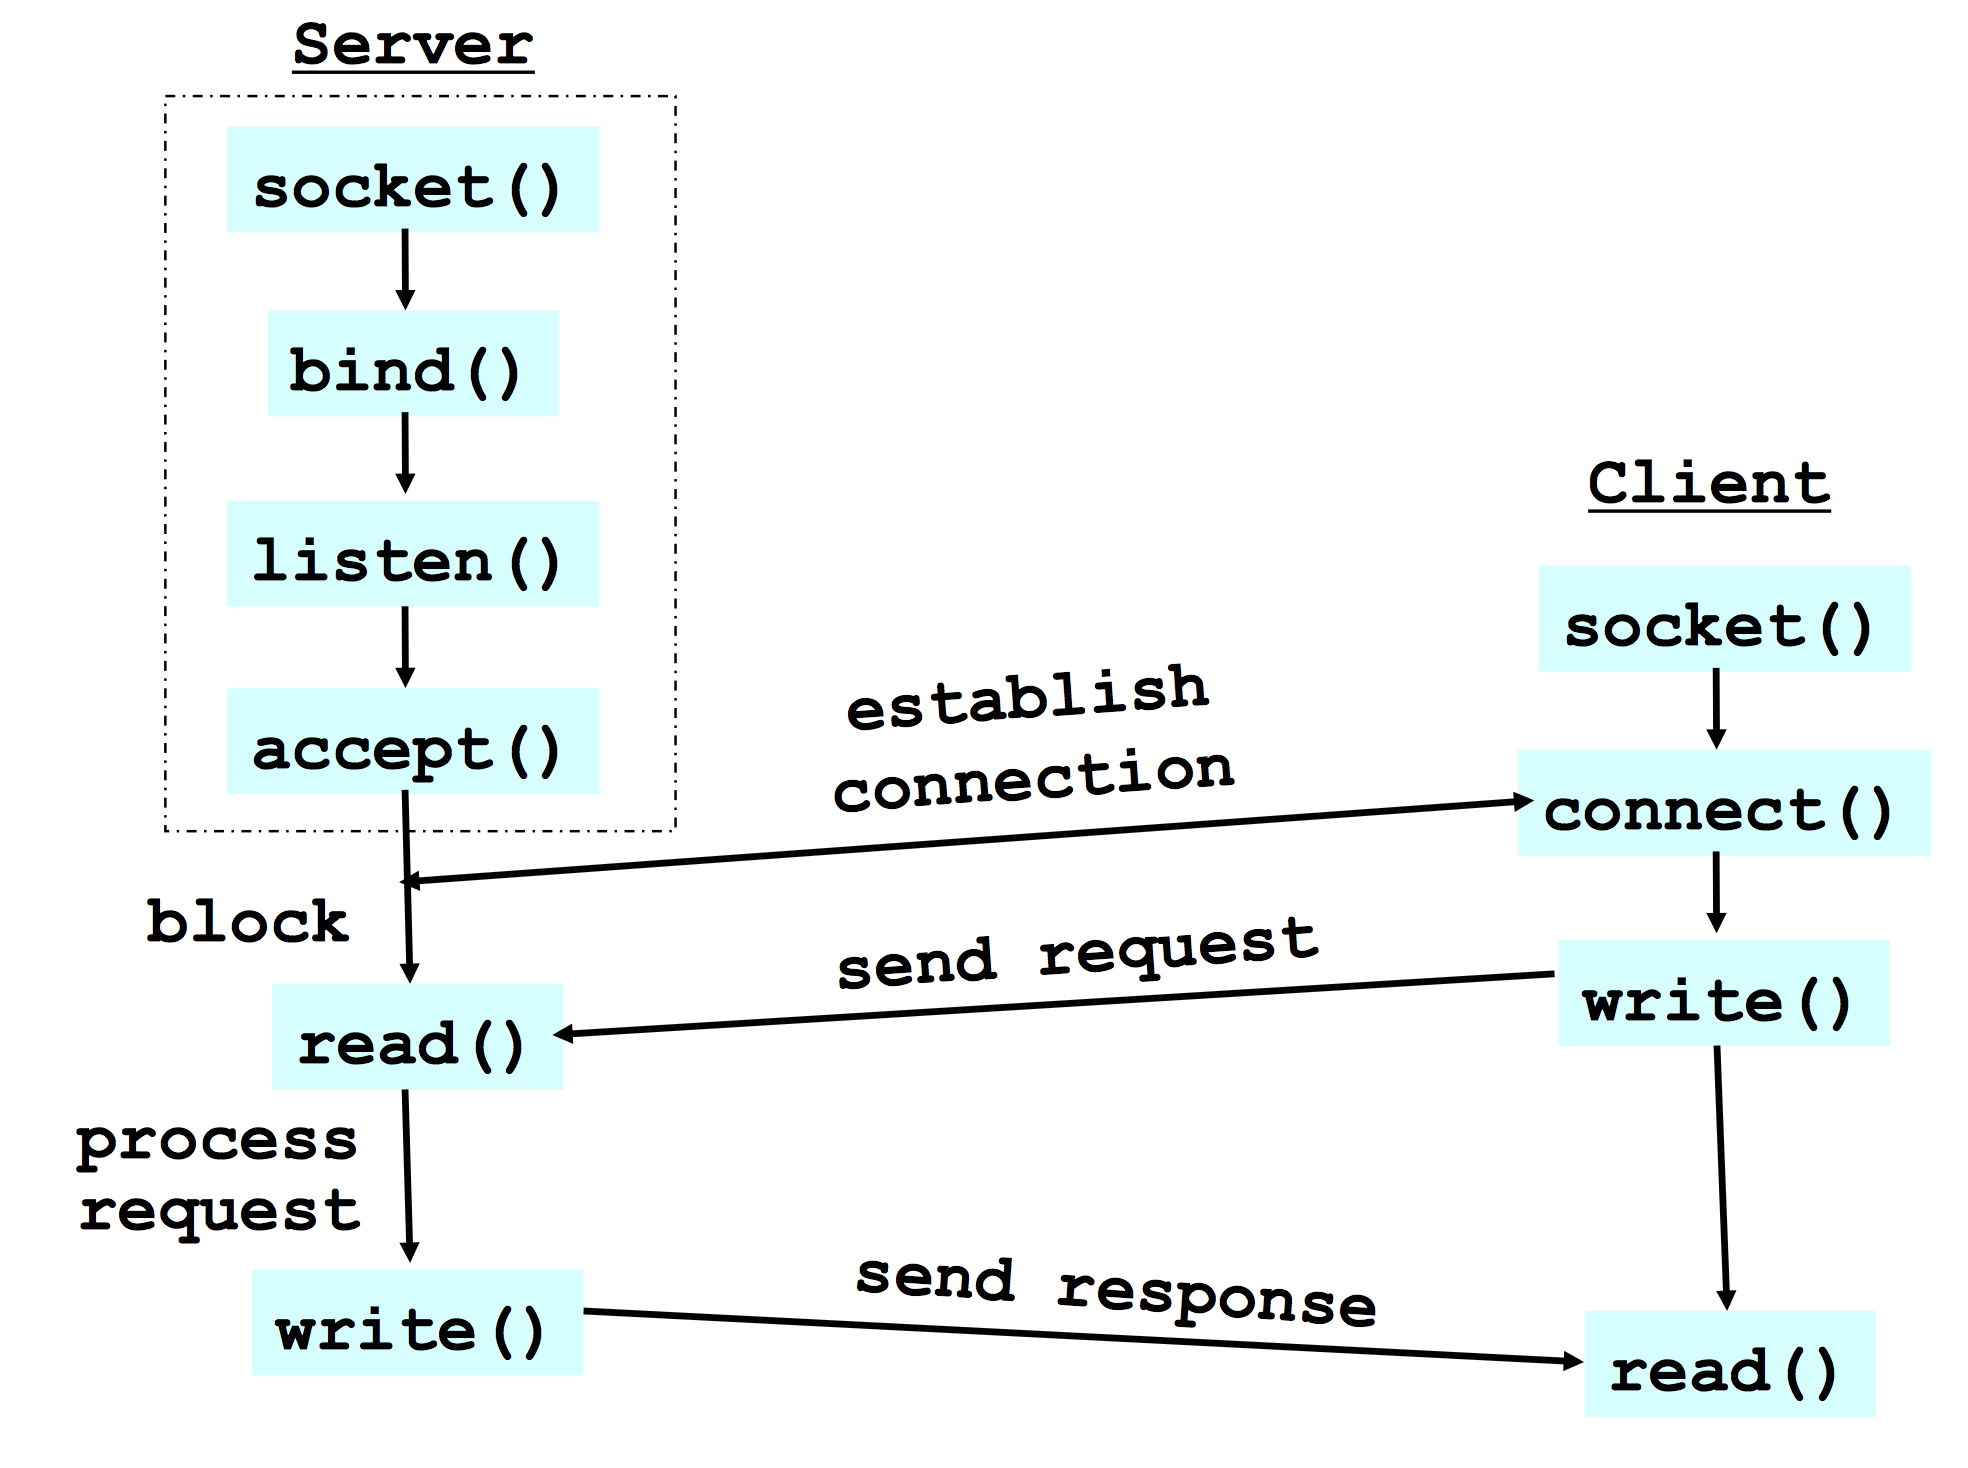 Server
socket()
bind()
listen()
accept()
block
read()
process
request
write()
establish
connection
send request
send response
Client
socket()
connect()
write()
read()